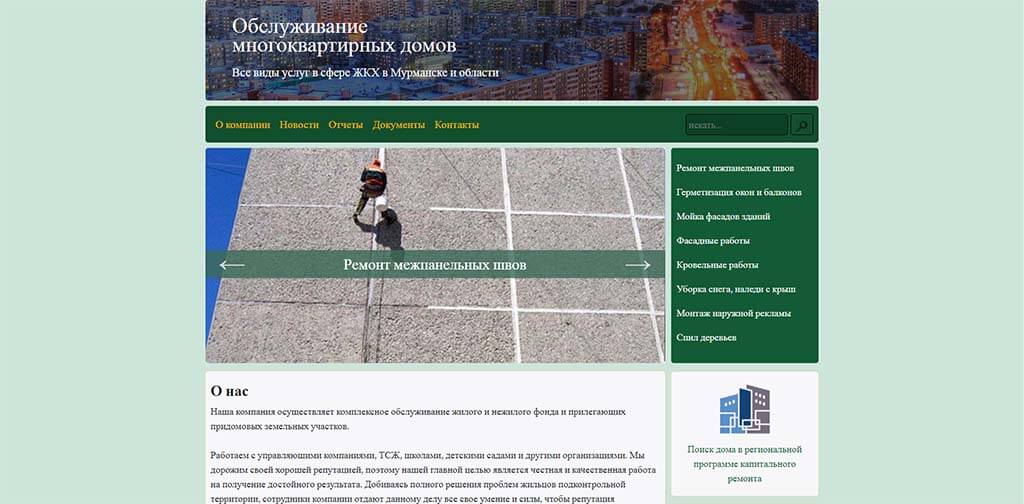 Обслуживание
многоквартирных домов
Все виды услуг в сфере ЖКХ в Мурманске и области
О компании Новости Отчеты Документы Контакты
искать...
Ремонт межпанельных швов
Ремонт межпанельных швов
Герметизация окон и балконов
Мойка фасадов зданий
Фасадные работы
Кровельные работы
Уборка снега, наледи с крыш
Монтаж наружной рекламы
Спил деревьев
О нас
Наша компания осуществляет комплексное обслуживание жилого и нежилого фонда и прилегающих
придомовых земельных участков.
Работаем с управляющими компаниями, ТСЖ, школами, детскими садами и другими организациями. Мы
дорожим своей хорошей репутацией, поэтому нашей главной целью является честная и качественная работа
на получение достойного результата. Добиваясь полного решения проблем жильцов подконтрольной
территории, сотрудники компании отдают данному делу все свое умение и силы, чтобы репутация
Поиск дома в региональной
программе капитального
ремонта